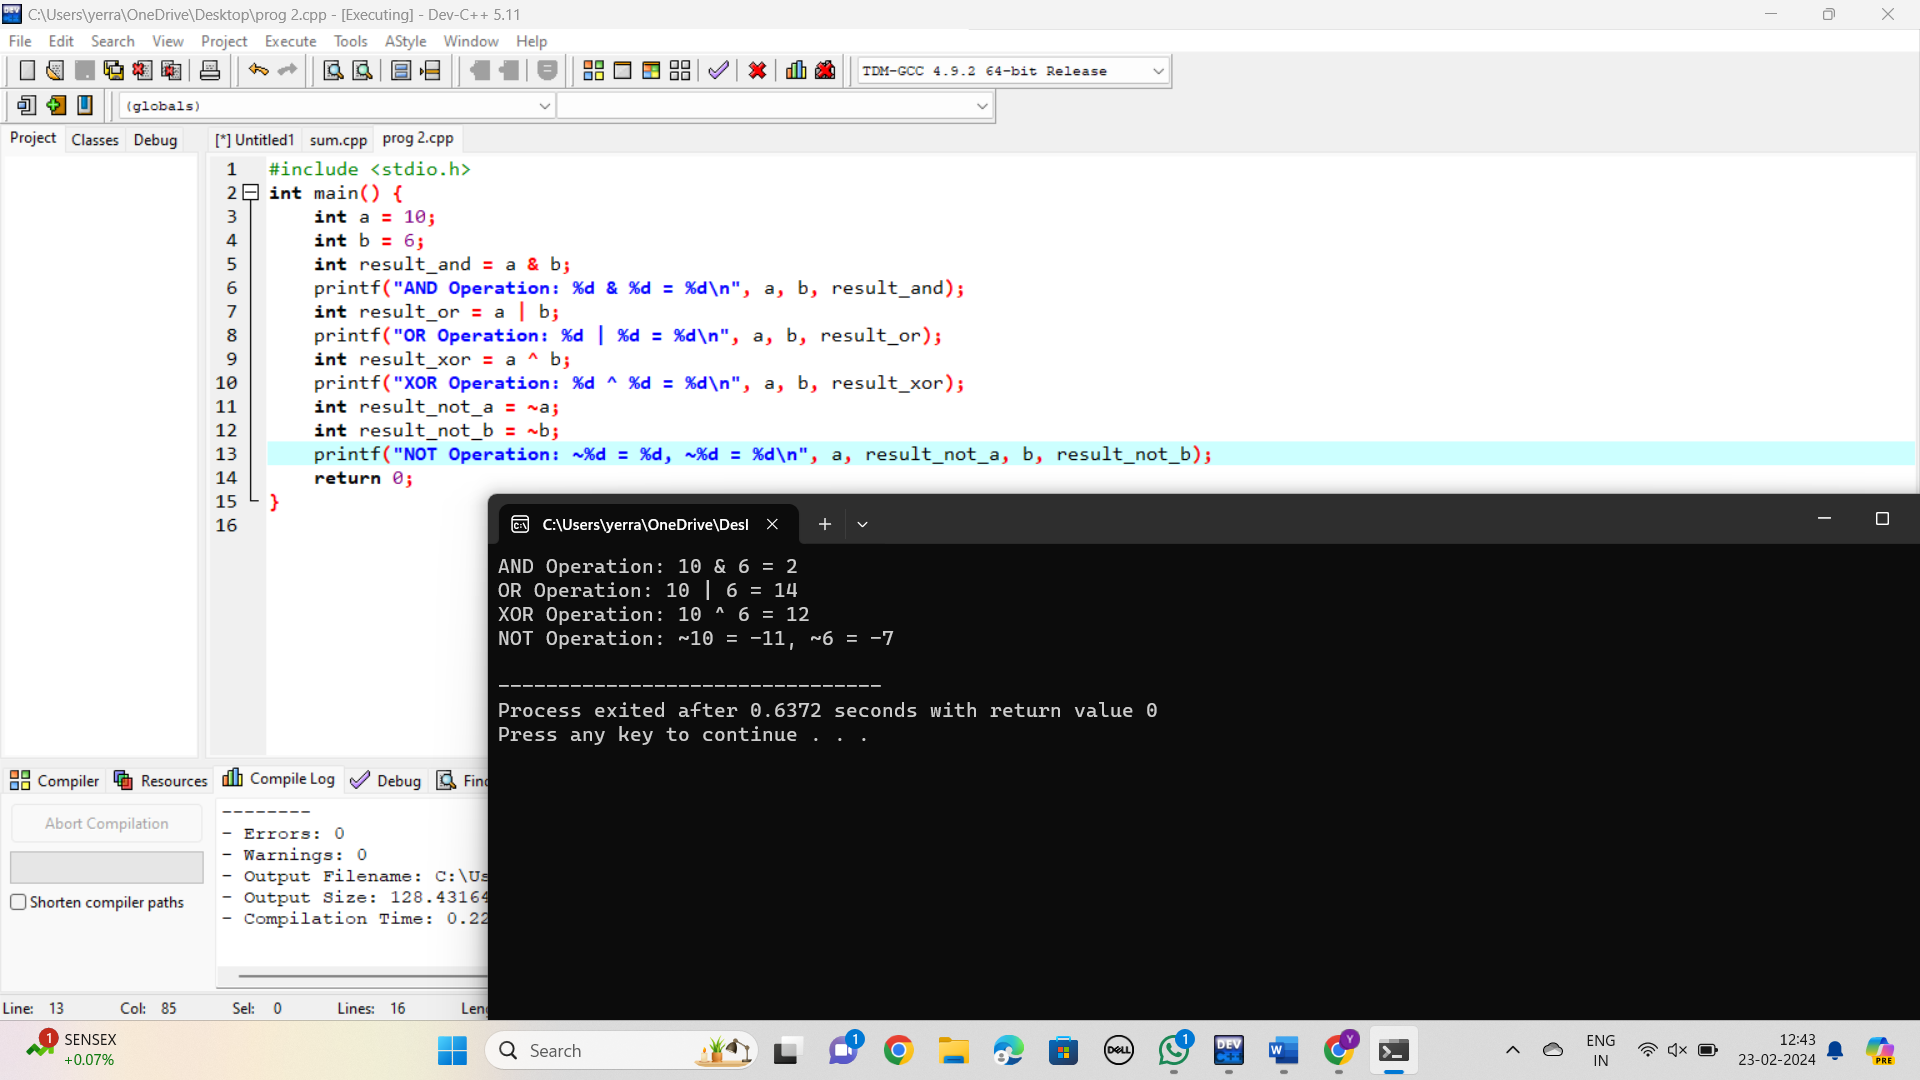 C:\Users\yerra\OneDrive\Desktop\prog 2.cpp - [Executing] - Dev-C++ 5.11
File Edit Search View Project Execute Tools AStyle Window Help
TDM-GCC 4.9.2 64-bit Release
(globals)
Project Classes Debug [*] Untitled1 sum.cpp prog 2.cpp
1 #include <stdio.h>
2 int main() {
3 int a = 10;
4 int b = 6;
5 int result_and = a & b;
6 printf("AND Operation: %d & %d = %d\n", a, b, result_and);
7 int result_or = a | b;
8 printf("OR Operation: %d | %d = %d\n", a, b, result_or);
9 int result_xor = a ^ b;
10 printf("XOR Operation: %d ^ %d = %d\n", a, b, result_xor);
11 int result_not_a = ~a;
12 int result_not_b = ~b;
13 printf("NOT Operation: ~%d = %d, ~%d = %d\n", a, result_not_a, b, result_not_b);
14 return 0;
15 }
16
C:\Users\yerra\OneDrive\Desl
AND Operation: 10 & 6 = 2
OR Operation: 10 | 6 = 14
XOR Operation: 10 ^ 6 = 12
NOT Operation: ~10 = -11, ~6 = -7
--------------------------------
Process exited after 0.6372 seconds with return value 0
Press any key to continue . . .
Compiler Resources Compile Log Debug Find
Abort Compilation
Shorten compiler paths
--------
- Errors: 0
- Warnings: 0
- Output Filename: C:\Us
- Output Size: 128.43164
- Compilation Time: 0.22
Line: 13 Col: 85 Sel: 0 Lines: 16 Len
1 SENSEX
+0.07%
Search
1
DELL
1
DEV C++
W
Y
ENG
IN
12:43
23-02-2024
PRE